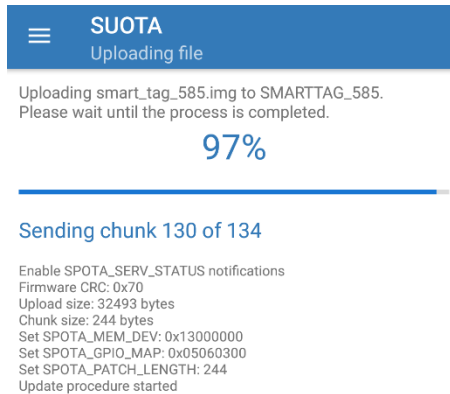 SUOTA
Uploading file
Uploading smart_tag_585.img to SMARTTAG_585.
Please wait until the process is completed.
97%
Sending chunk 130 of 134
Enable SPOTA_SERV_STATUS notifications
Firmware CRC: 0x70
Upload size: 32493 bytes
Chunk size: 244 bytes
Set SPOTA_MEM_DEV: 0x13000000
Set SPOTA_GPIO_MAP: 0x05060300
Set SPOTA_PATCH_LENGTH: 244
Update procedure started